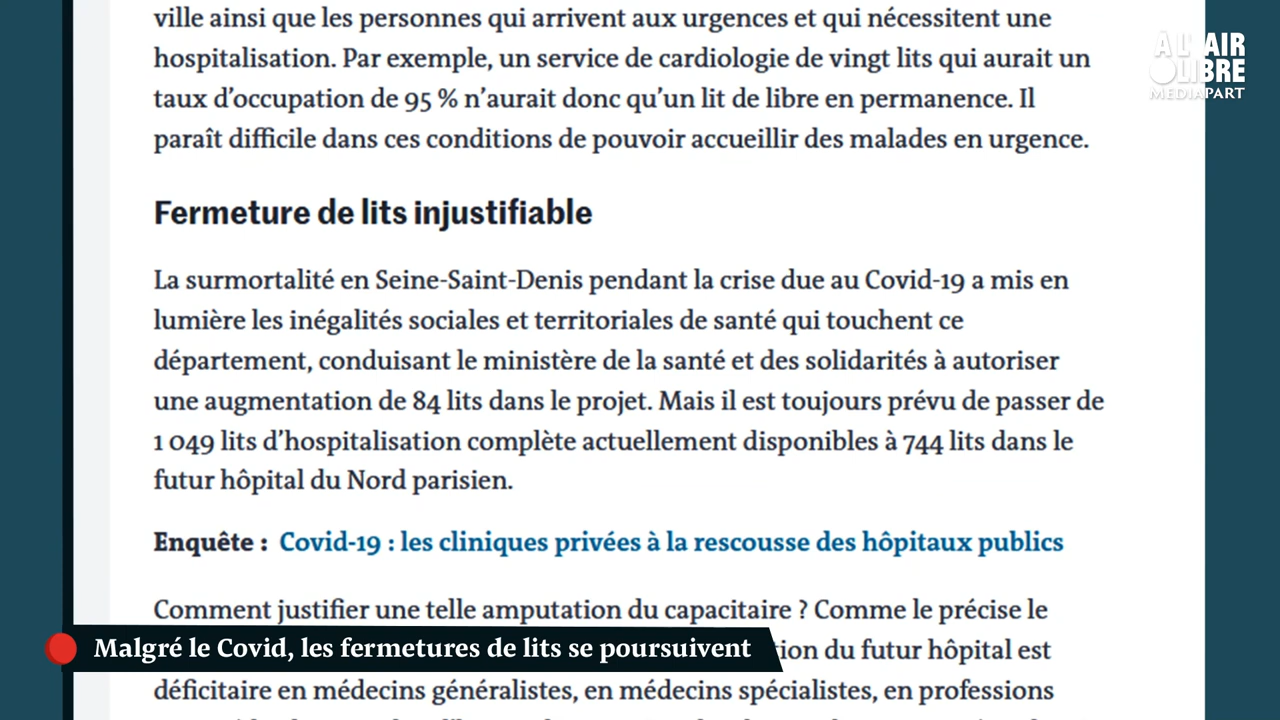 ville ainsi que les personnes qui arrivent aux urgences et qui nécessitent une
hospitalisation. Par exemple, un service de cardiologie de vingt lits qui aurait un
taux d’occupation de 95 % n’aurait donc qu’un lit de libre en permanence. Il
paraît difficile dans ces conditions de pouvoir accueillir des malades en urgence.
Fermeture de lits injustifiable
La surmortalité en Seine-Saint-Denis pendant la crise due au Covid-19 a mis en
lumière les inégalités sociales et territoriales de santé qui touchent ce
département, conduisant le ministère de la santé et des solidarités à autoriser
une augmentation de 84 lits dans le projet. Mais il est toujours prévu de passer de
1 049 lits d’hospitalisation complète actuellement disponibles à 744 lits dans le
futur hôpital du Nord parisien.
Enquête : Covid-19 : les cliniques privées à la rescousse des hôpitaux publics
Comment justifier une telle amputation du capacitaire ? Comme le précise le
du futur hôpital est
déficitaire en médecins généralistes, en médecins spécialistes, en professions
Malgré le Covid, les fermetures de lits se poursuivent
À L’AIR
LIBRE
MEDIAPART